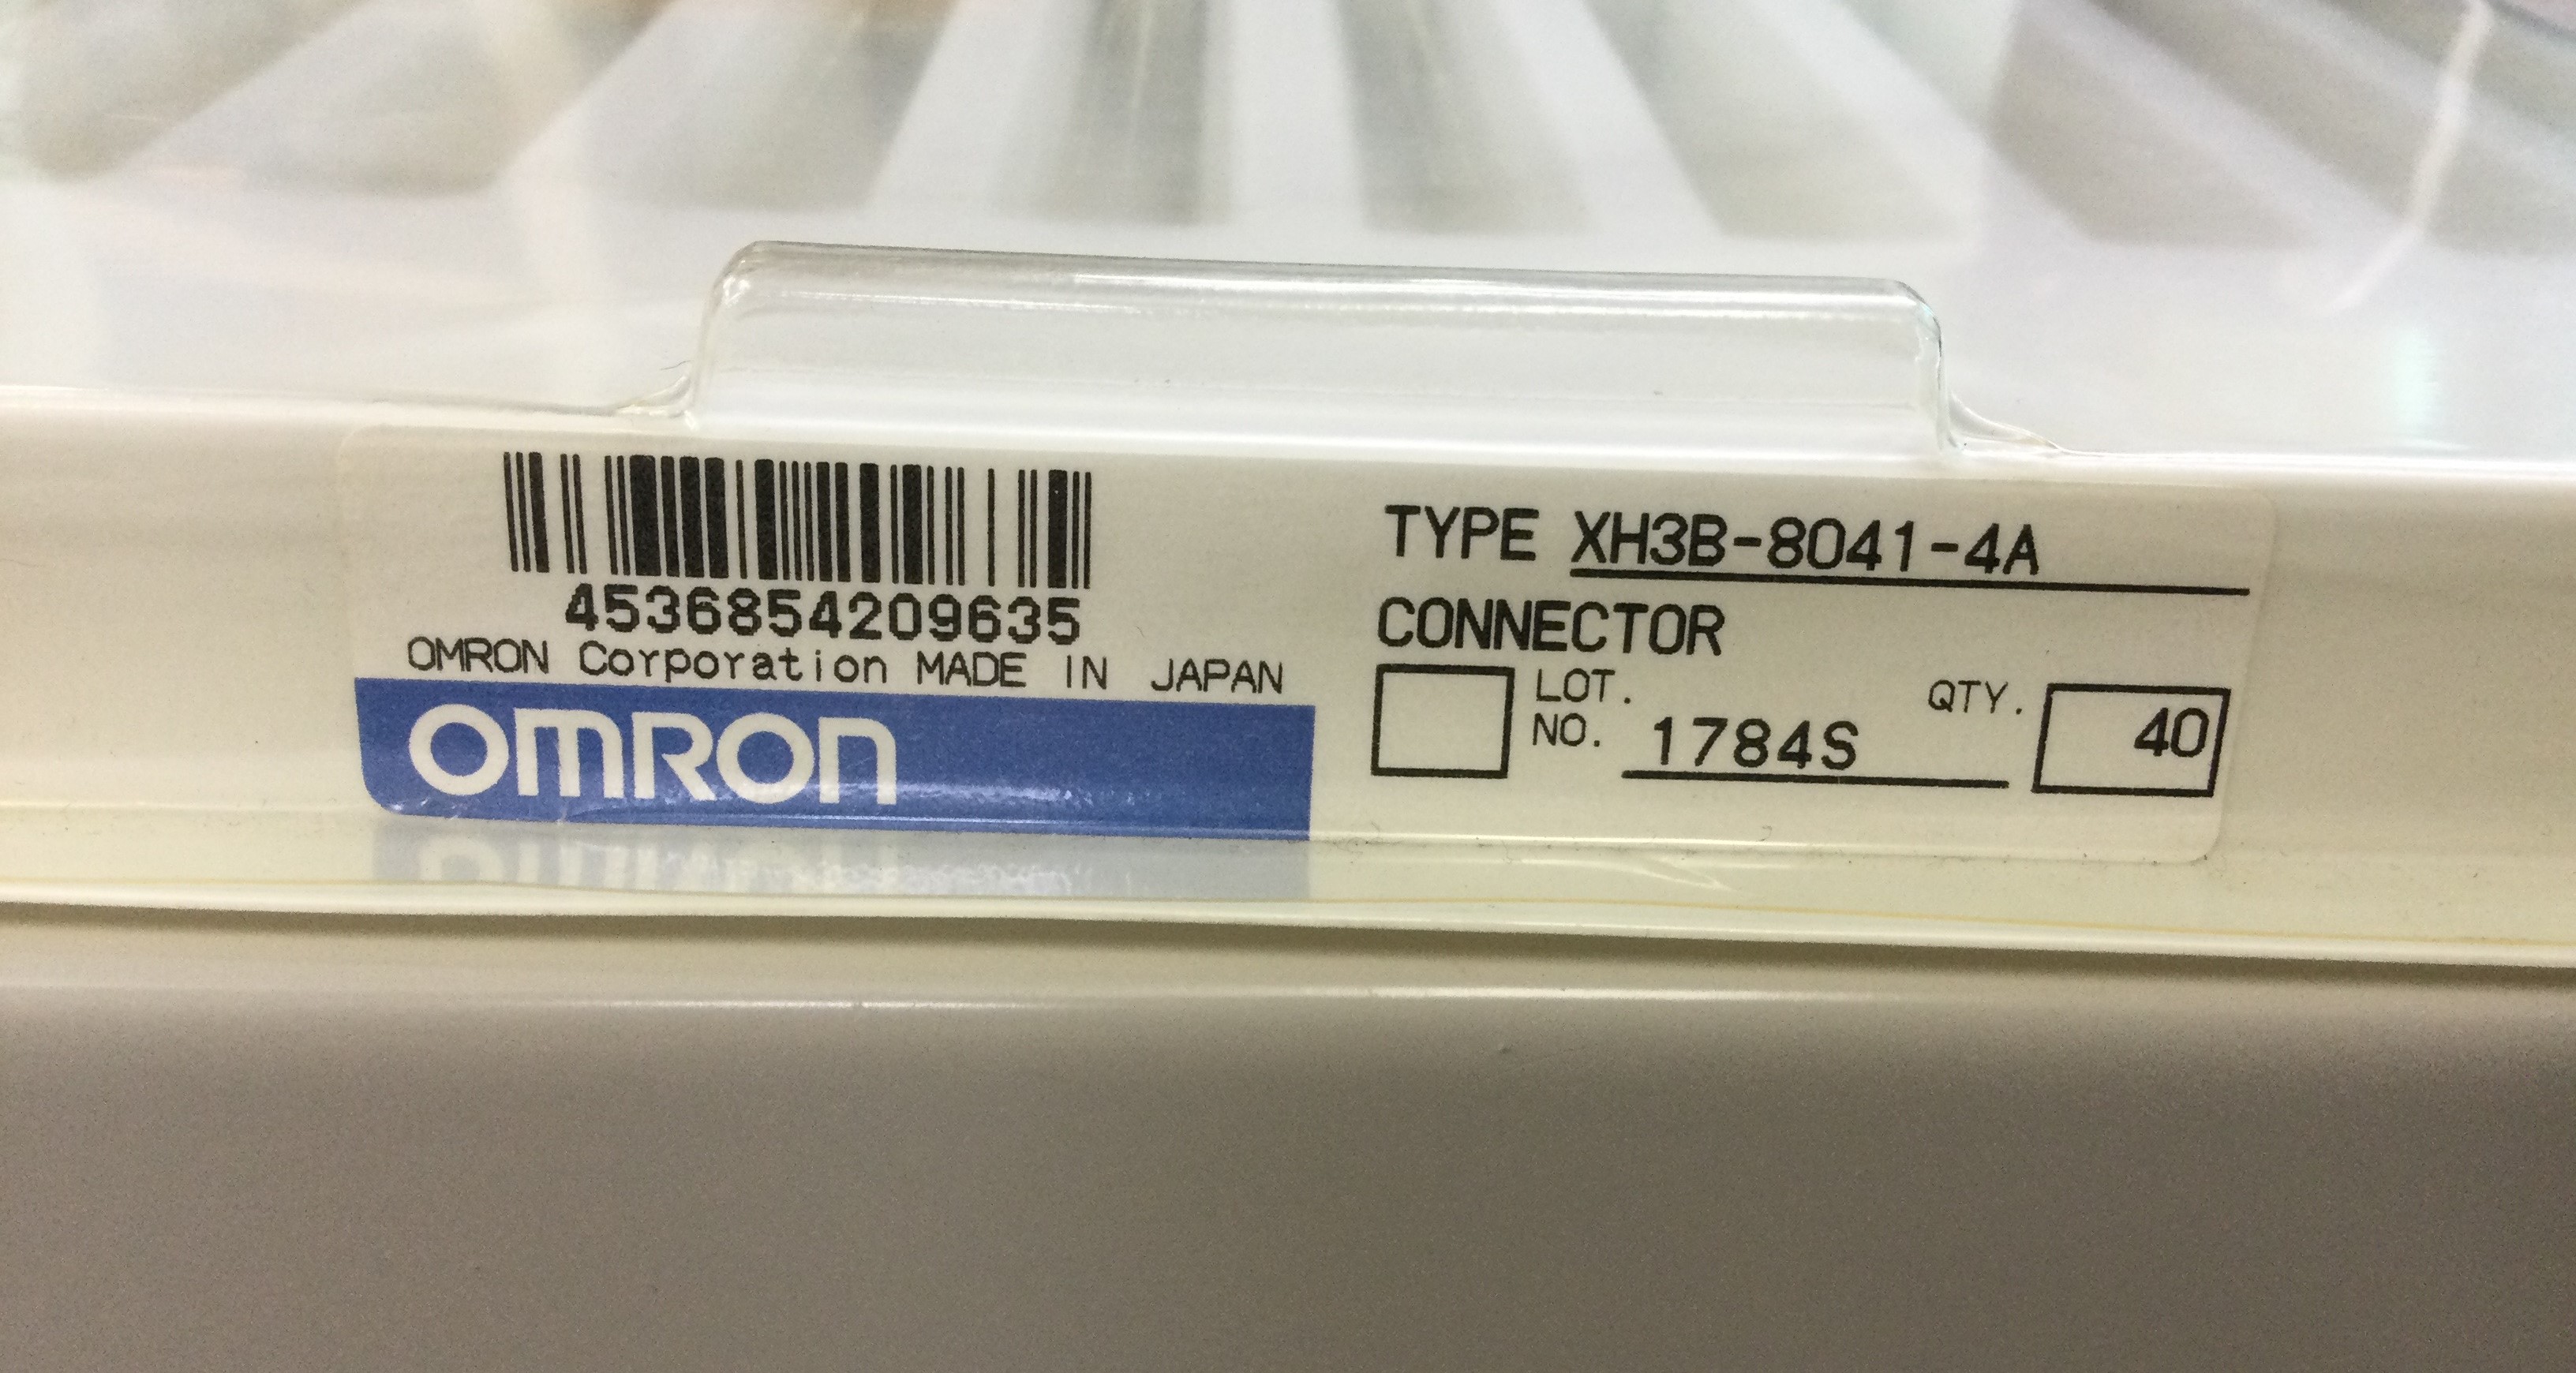 4536854209635
OMRON Corporation MADE IN JAPAN
OMRON
TYPE XH3B-8041-4A
CONNECTOR
LOT. NO. 1784S QTY. 40